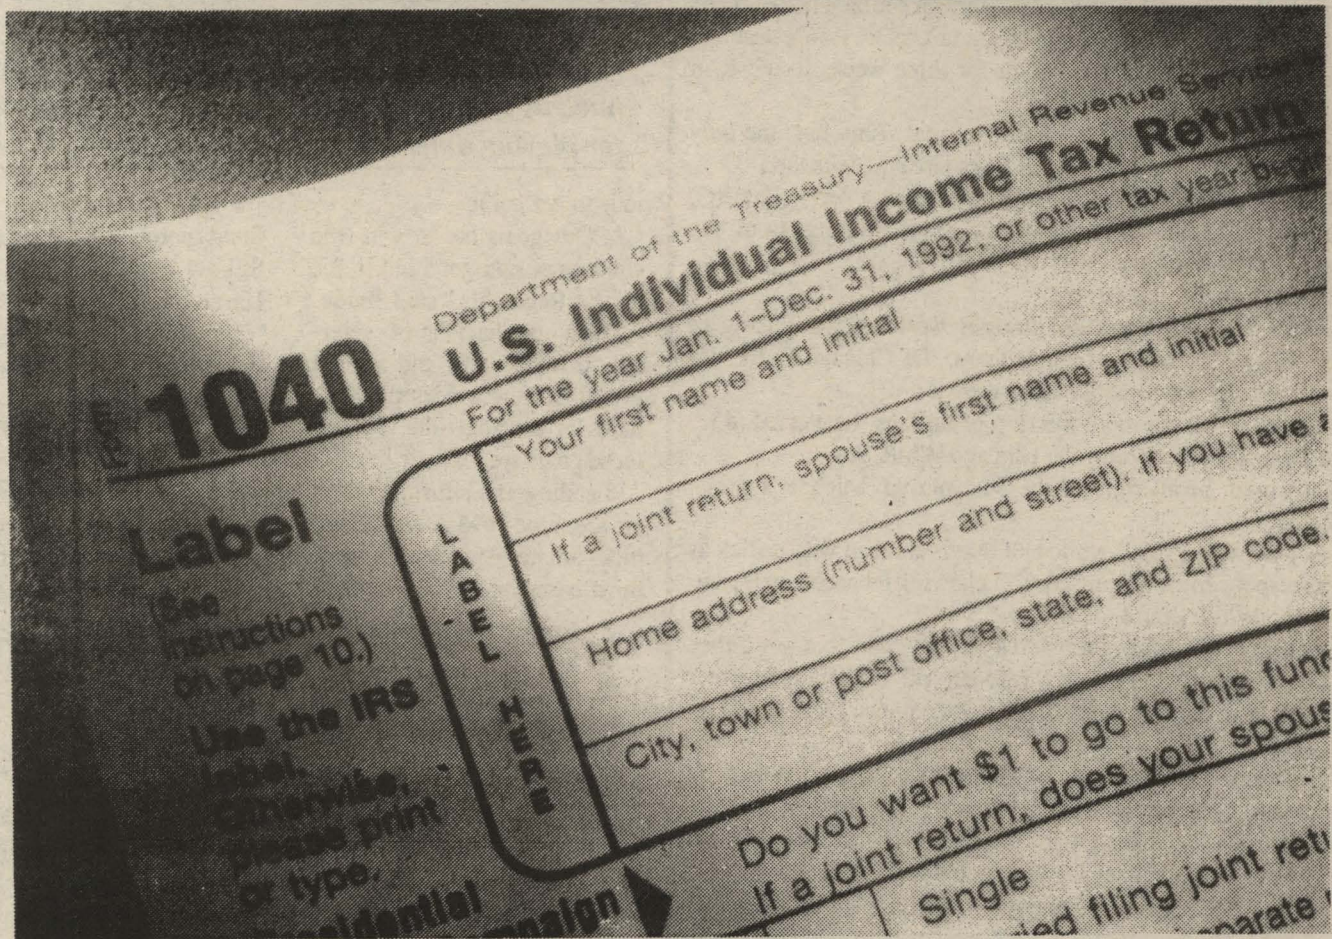 Department of the Treasury—Internal Revenue Service
Form 1040 U.S. Individual Income Tax Return
For the year Jan. 1–Dec. 31, 1992, or other tax year
Your first name and initial
If a joint return, spouse's first name and initial
Home address (number and street). If you have a
City, town or post office, state, and ZIP code.
Label
(See
instructions
on page 10.)
Use the IRS
label.
Otherwise,
please print
or type.
LABEL HERE
Do you want $1 to go to this
If a joint return, does your
Single
filing joint